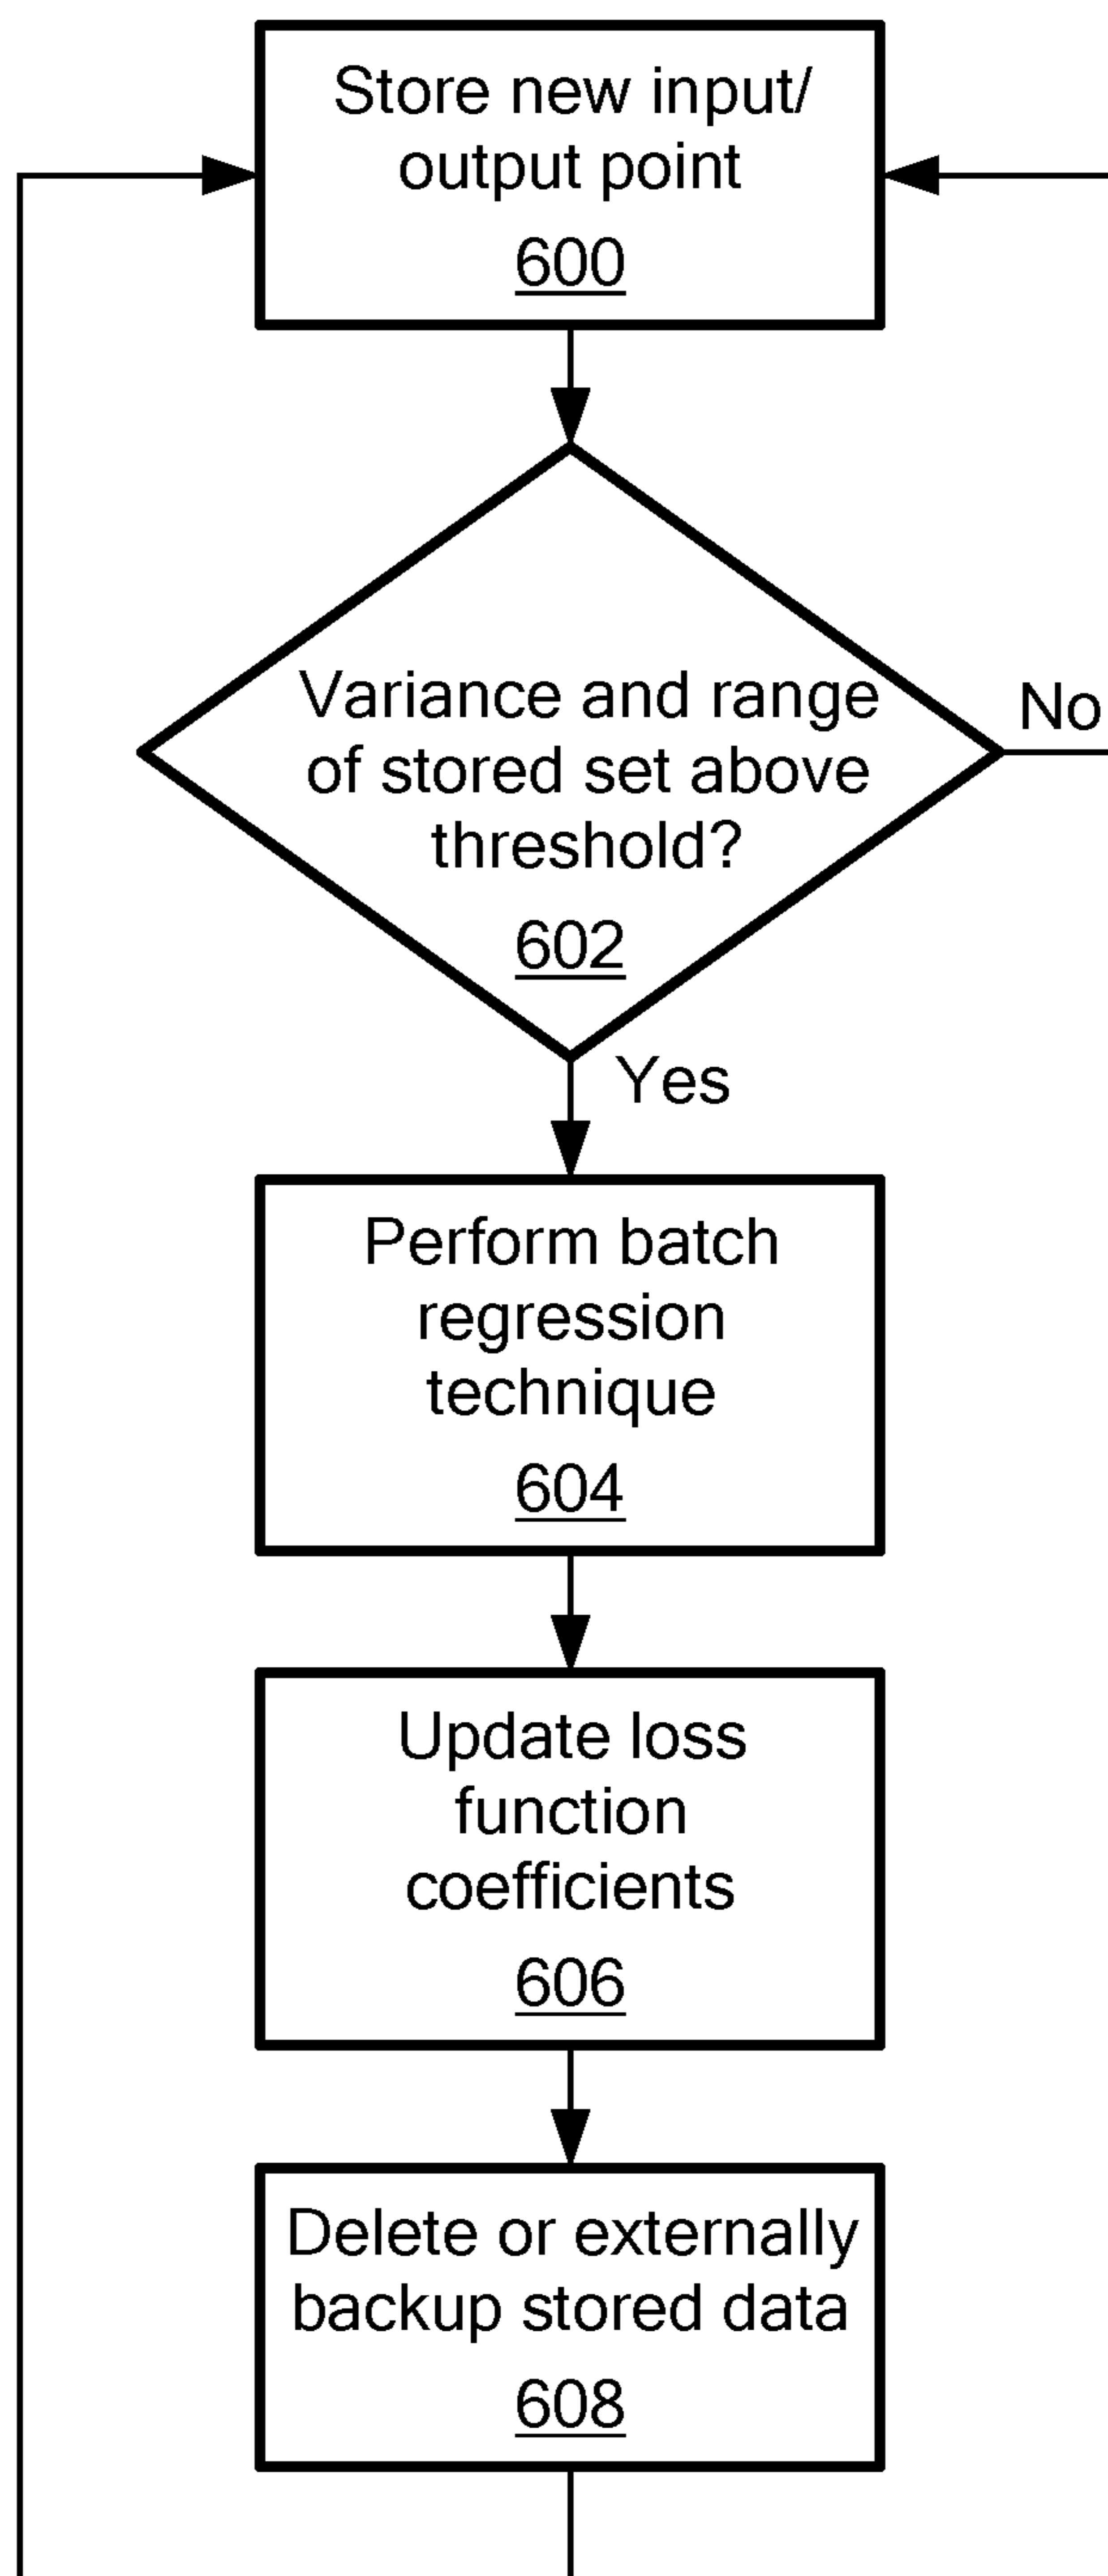 Store new input/
output point
600
Variance and range
of stored set above
threshold?
602
No
Yes
Perform batch
regression
technique
604
Update loss
function
coefficients
606
Delete or externally
backup stored data
608